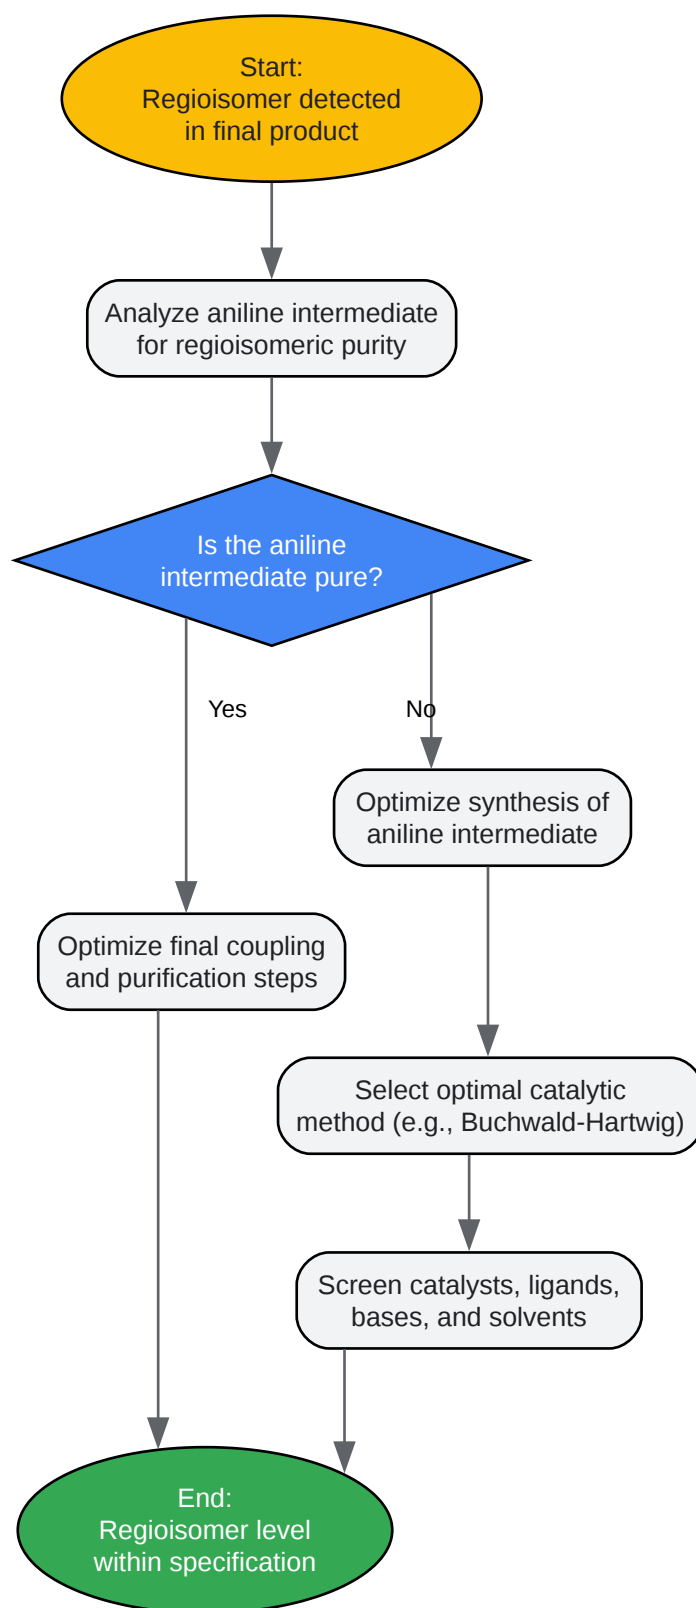 Start:
Regioisomer detected
in final product
Analyze aniline intermediate
for regioisomeric purity
Is the aniline
intermediate pure?
Yes
No
Optimize synthesis of
aniline intermediate
Optimize final coupling
and purification steps
Select optimal catalytic
method (e.g., Buchwald-Hartwig)
Screen catalysts, ligands,
bases, and solvents
End:
Regioisomer level
within specification